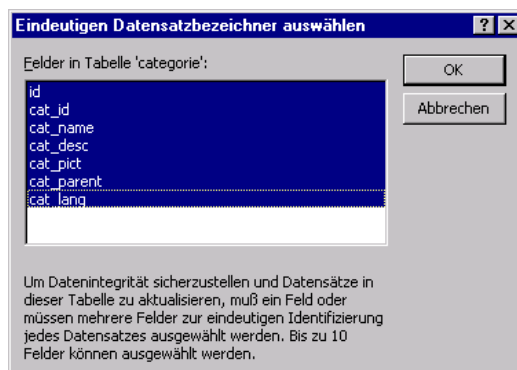 Eindeutigen Datensatzbezeichner auswählen
Felder in Tabelle 'categorie':
OK
Abbrechen
id
cat_id
cat_name
cat_desc
cat_pict
cat_parent
cat_lang
Um Datenintegrität sicherzustellen und Datensätze in
dieser Tabelle zu aktualisieren, muß ein Feld oder
müssen mehrere Felder zur eindeutigen Identifizierung
jedes Datensatzes ausgewählt werden. Bis zu 10
Felder können ausgewählt werden.